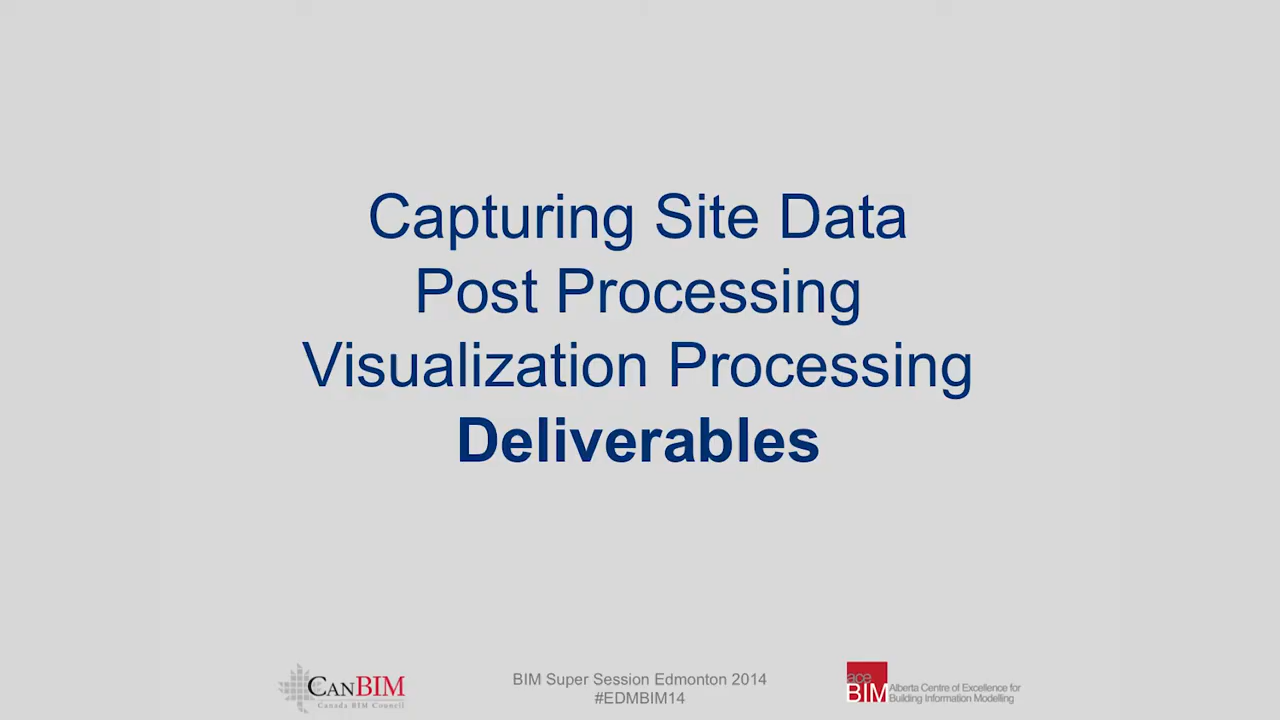 Capturing Site Data
Post Processing
Visualization Processing
Deliverables
CANBIM
Canada BIM Council
BIM Super Session Edmonton 2014
#EDMBIM14
ace
BIM
Alberta Centre of Excellence for
Building Information Modelling